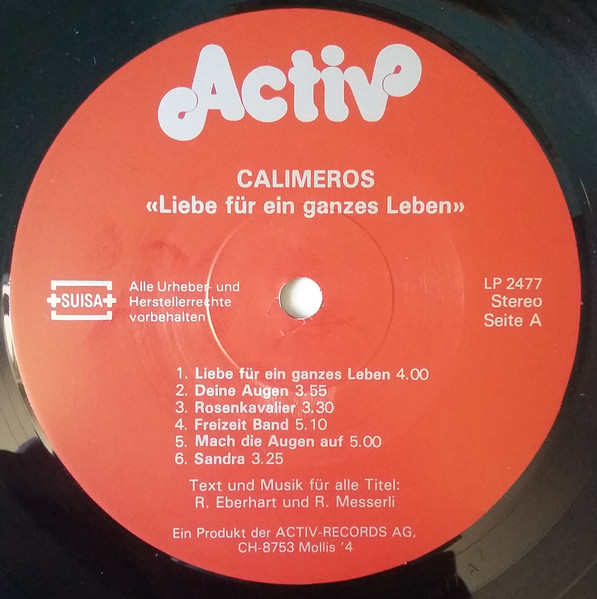 Activ
CALIMEROS
«Liebe für ein ganzes Leben»
+SUISA+
Alle Urheber- und
Herstellerrechte
vorbehalten
LP 2477
Stereo
Seite A
1. Liebe für ein ganzes Leben 4.00
2. Deine Augen 3.55
3. Rosenkavalier 3.30
4. Freizeit Band 5.10
5. Mach die Augen auf 5.00
6. Sandra 3.25
Text und Musik für alle Titel:
R. Eberhart und R. Messerli
Ein Produkt der ACTIV-RECORDS AG,
CH-8753 Mollis '4